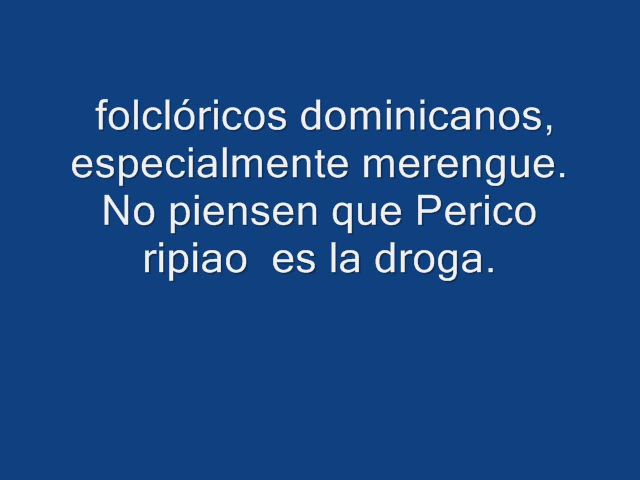 folclóricos dominicanos,
especialmente merengue.
No piensen que Perico
ripiao  es la droga.